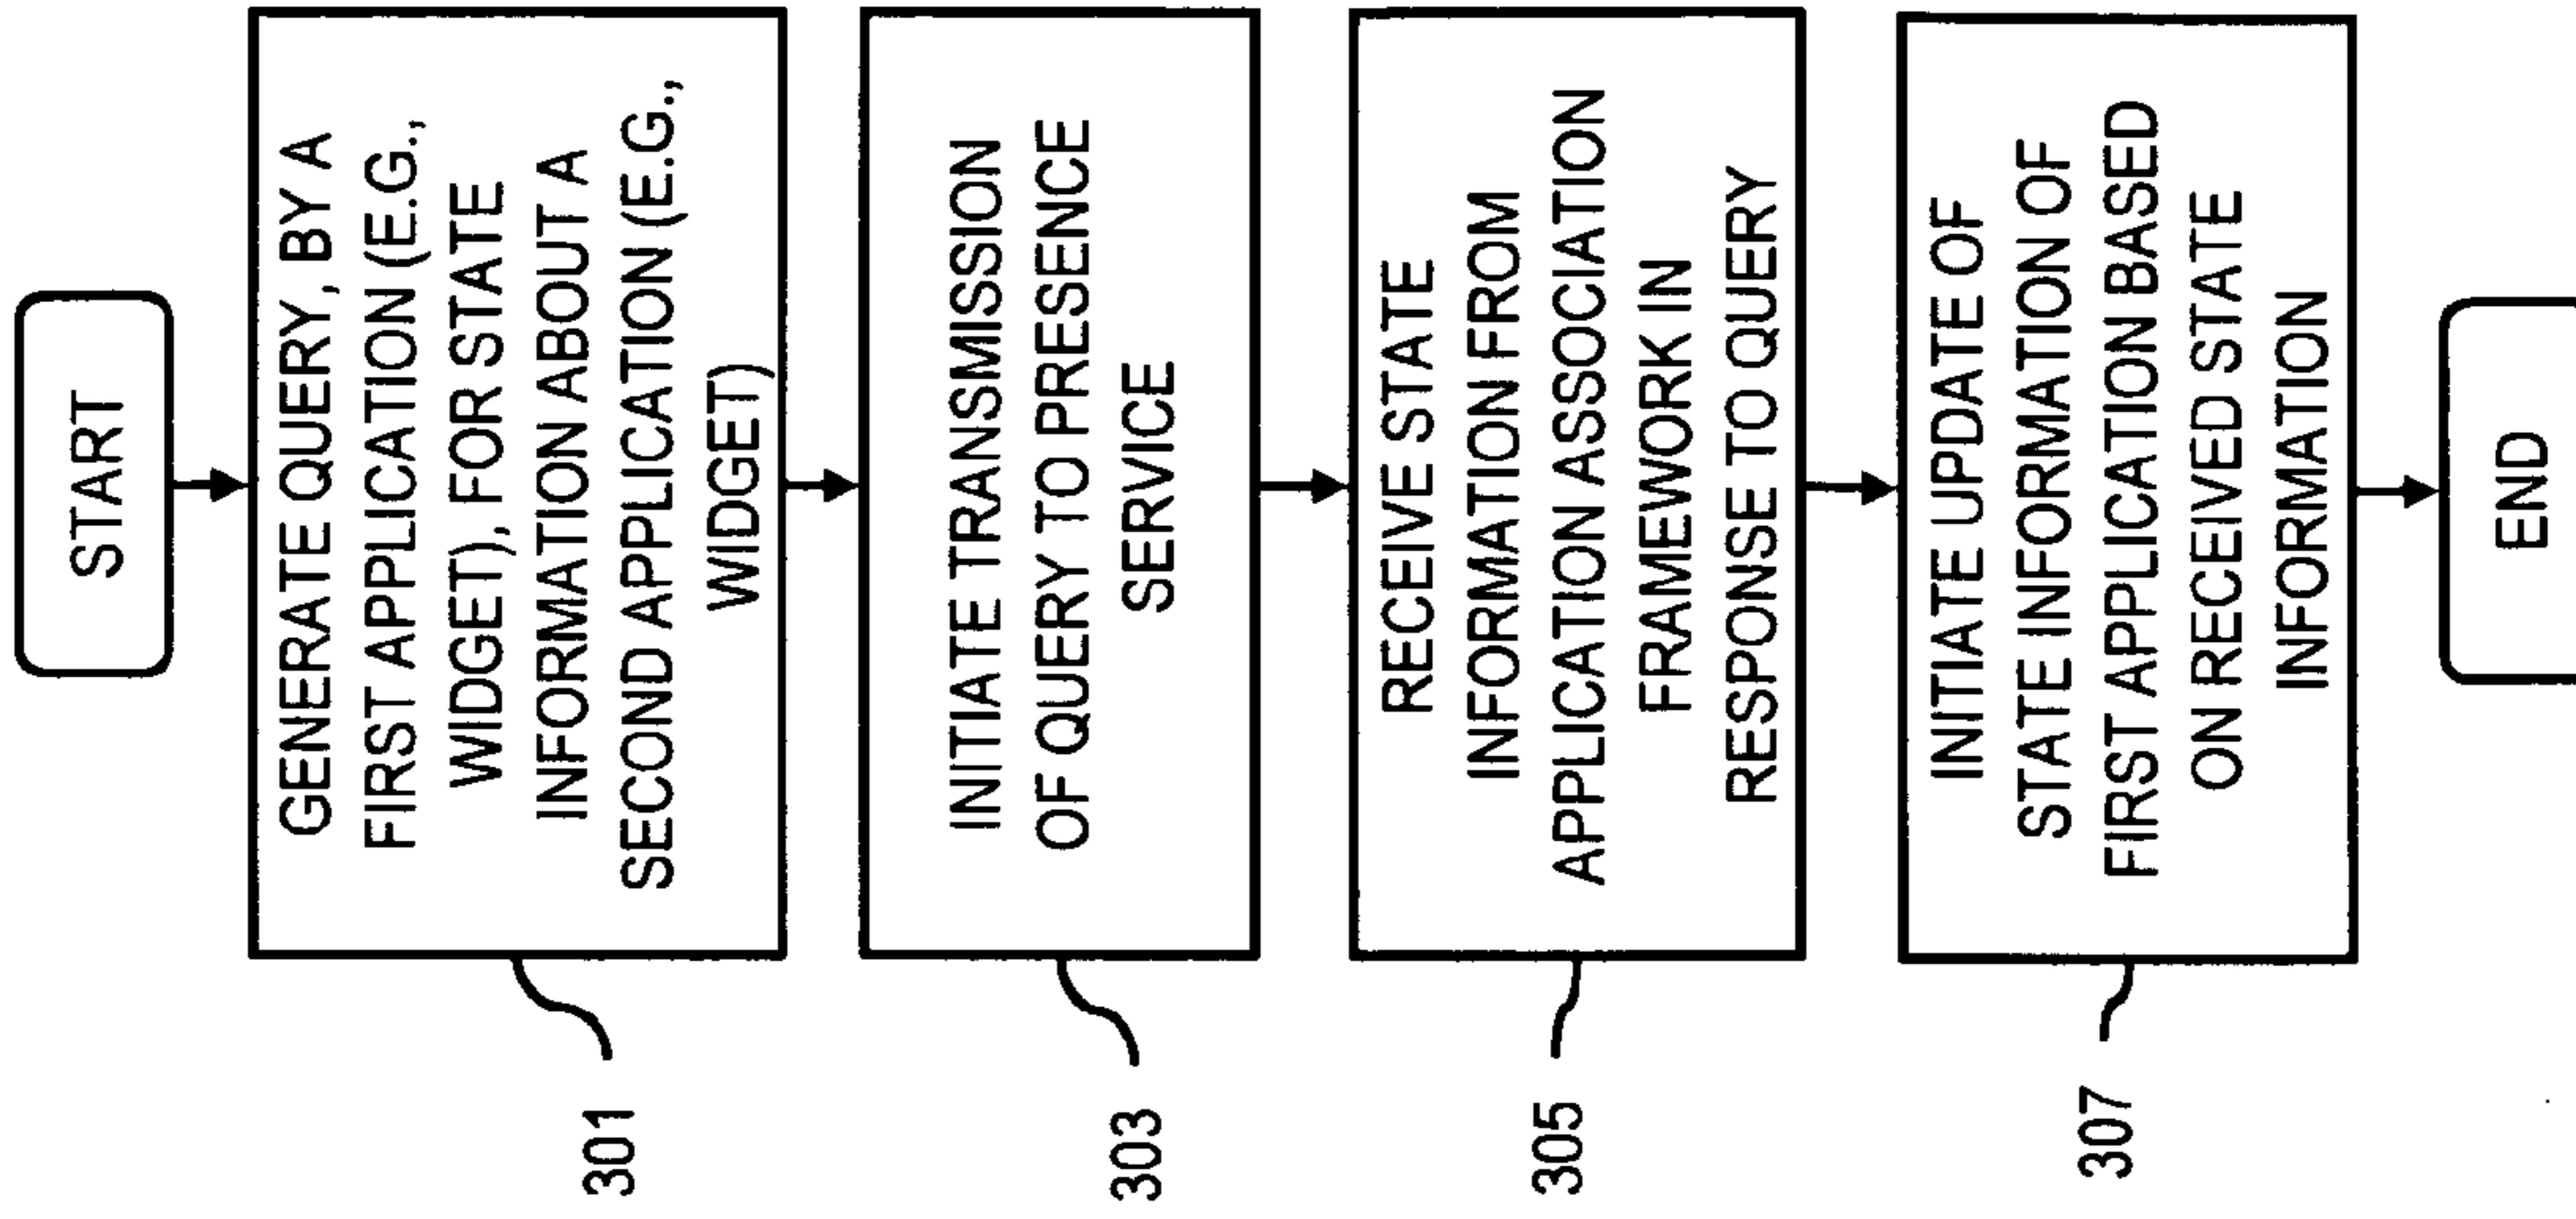 START
GENERATE QUERY, BY A
FIRST APPLICATION (E.G.,
WIDGET), FOR STATE
INFORMATION ABOUT A
SECOND APPLICATION (E.G.,
WIDGET)
301
INITIATE TRANSMISSION
OF QUERY TO PRESENCE
SERVICE
303
RECEIVE STATE
INFORMATION FROM
APPLICATION ASSOCIATION
FRAMEWORK IN
RESPONSE TO QUERY
305
INITIATE UPDATE OF
STATE INFORMATION OF
FIRST APPLICATION BASED
ON RECEIVED STATE
INFORMATION
307
END